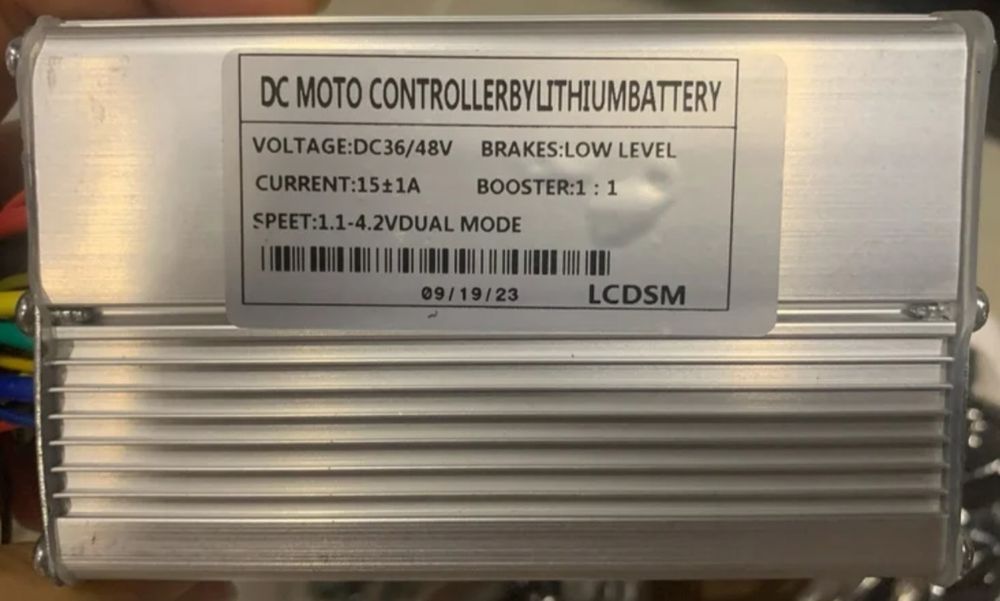 DC MOTO CONTROLLERBYLITHIUMBATTERY
VOLTAGE:DC36/48V BRAKES:LOW LEVEL
CURRENT:15±1A BOOSTER:1 : 1
SPEET:1.1-4.2VDUAL MODE
09/19/23 LCDSM